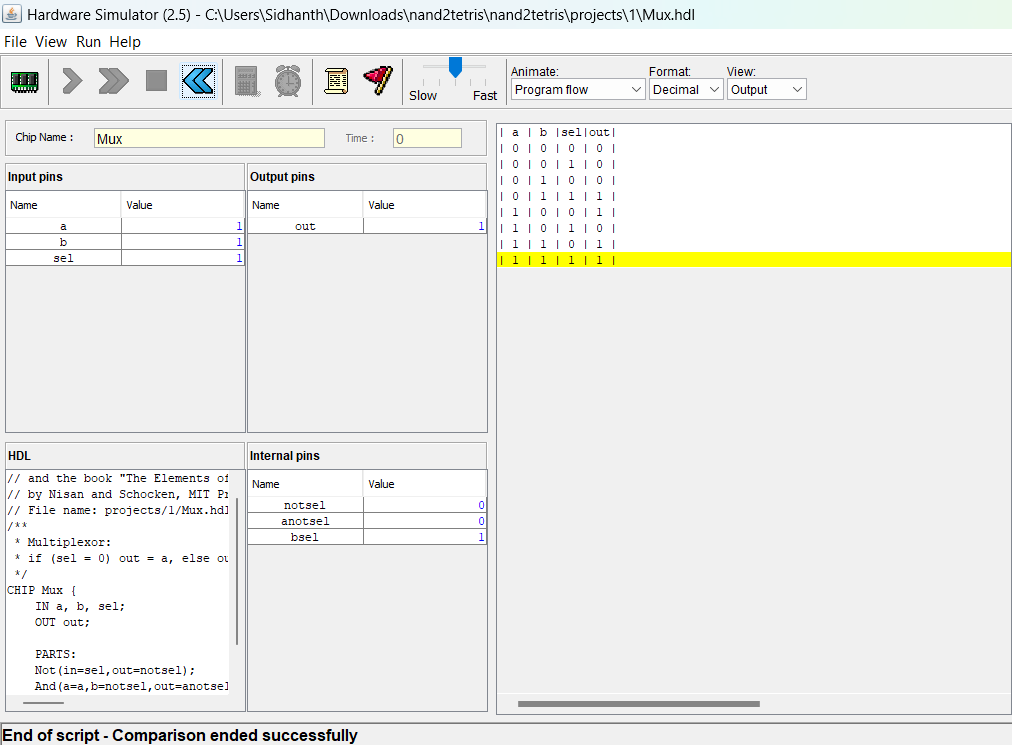 Hardware Simulator (2.5) - C:\Users\Sidhanth\Downloads\nand2tetris\nand2tetris\projects\1\Mux.hdl
File View Run Help
Slow Fast
Animate: Format: View:
Program flow Decimal Output
Chip Name : Mux Time : 0
Input pins
Name Value
a 1
b 1
sel 1
Output pins
Name Value
out 1
HDL
// and the book "The Elements of
// by Nisan and Schocken, MIT Pr
// File name: projects/1/Mux.hdl
/**
* Multiplexor:
* if (sel = 0) out = a, else ou
*/
CHIP Mux {
IN a, b, sel;
OUT out;
PARTS:
Not(in=sel,out=notsel);
And(a=a,b=notsel,out=anotsel
Internal pins
Name Value
notsel 0
anotsel 0
bsel 1
| a | b |sel|out|
| 0 | 0 | 0 | 0 |
| 0 | 0 | 1 | 0 |
| 0 | 1 | 0 | 0 |
| 0 | 1 | 1 | 1 |
| 1 | 0 | 0 | 1 |
| 1 | 0 | 1 | 0 |
| 1 | 1 | 0 | 1 |
| 1 | 1 | 1 | 1 |
End of script - Comparison ended successfully